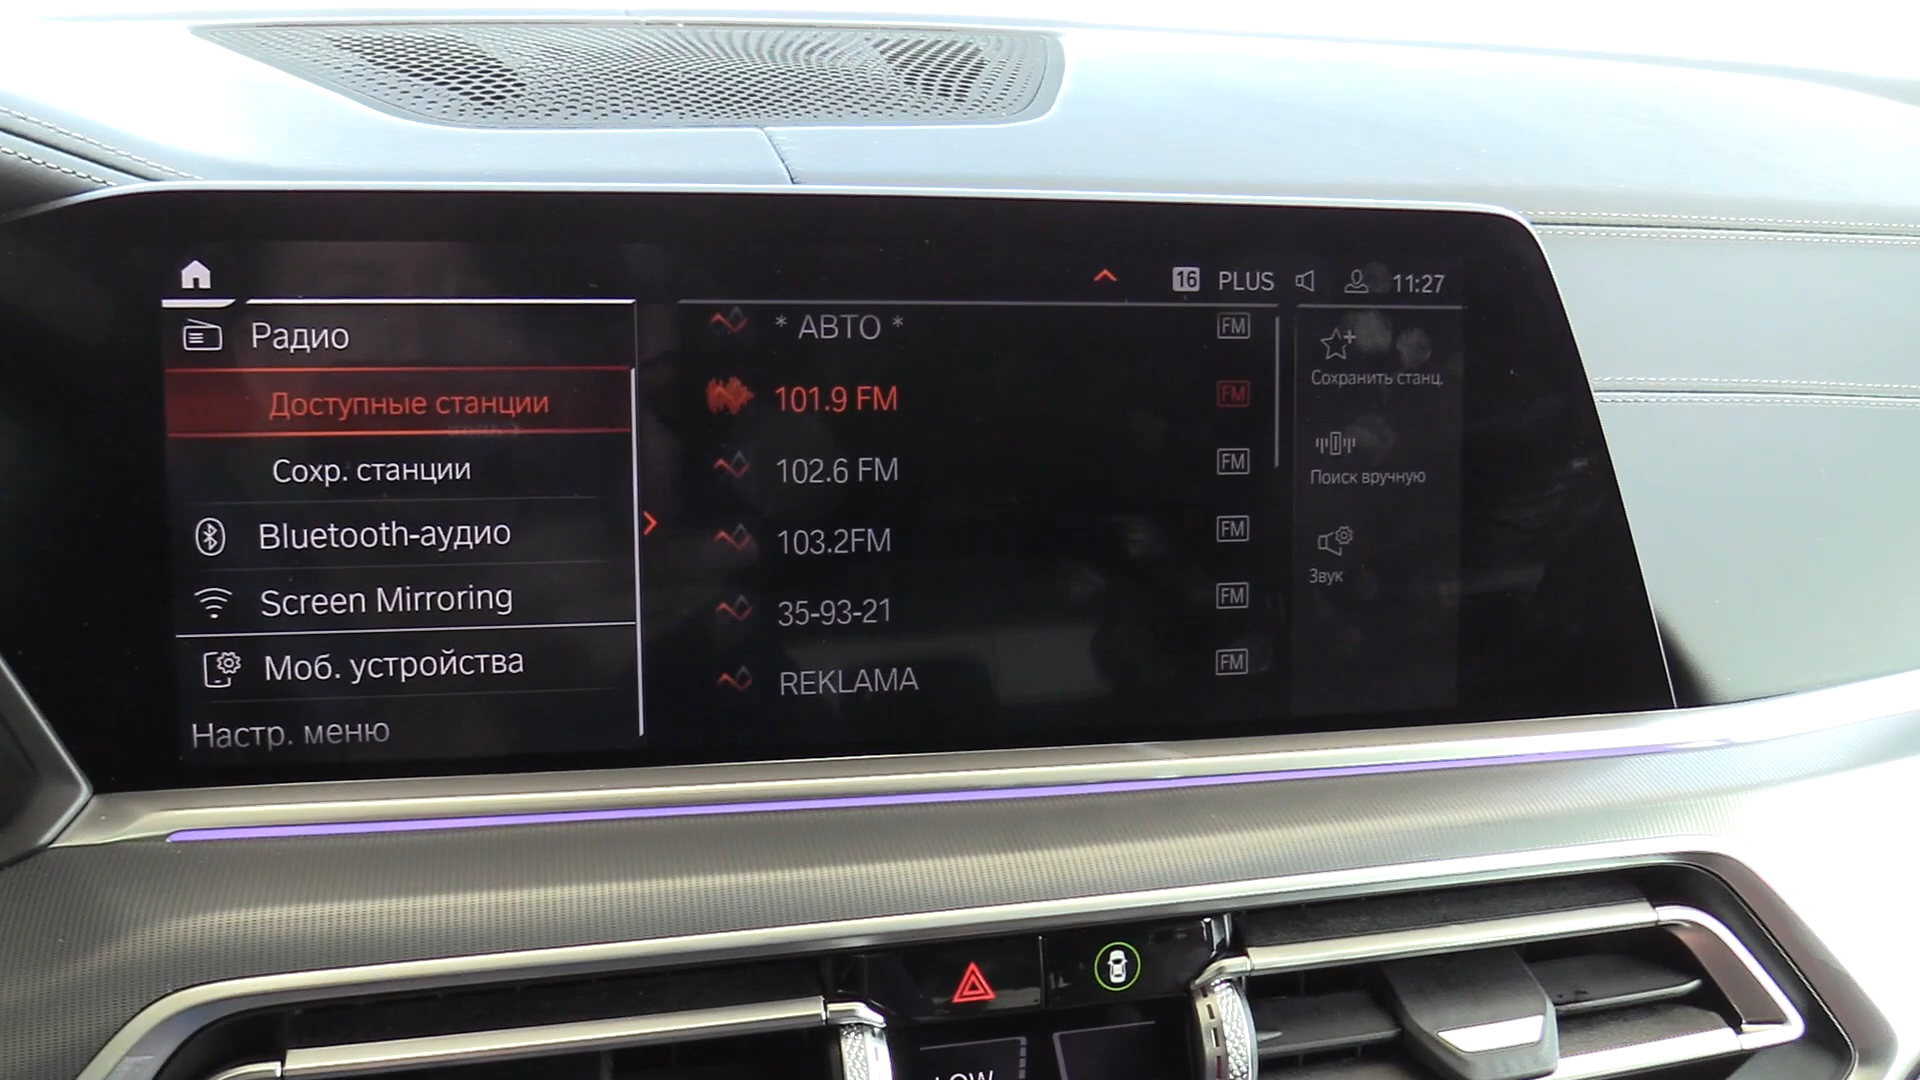 16 PLUS 11:27
Радио
Доступные станции
Сохр. станции
Bluetooth-аудио
Screen Mirroring
Моб. устройства
Настр. меню
* АВТО * FM
101.9 FM FM
102.6 FM FM
103.2FM FM
35-93-21 FM
REKLAMA FM
Сохранить станц.
Поиск вручную
Звук
LOW